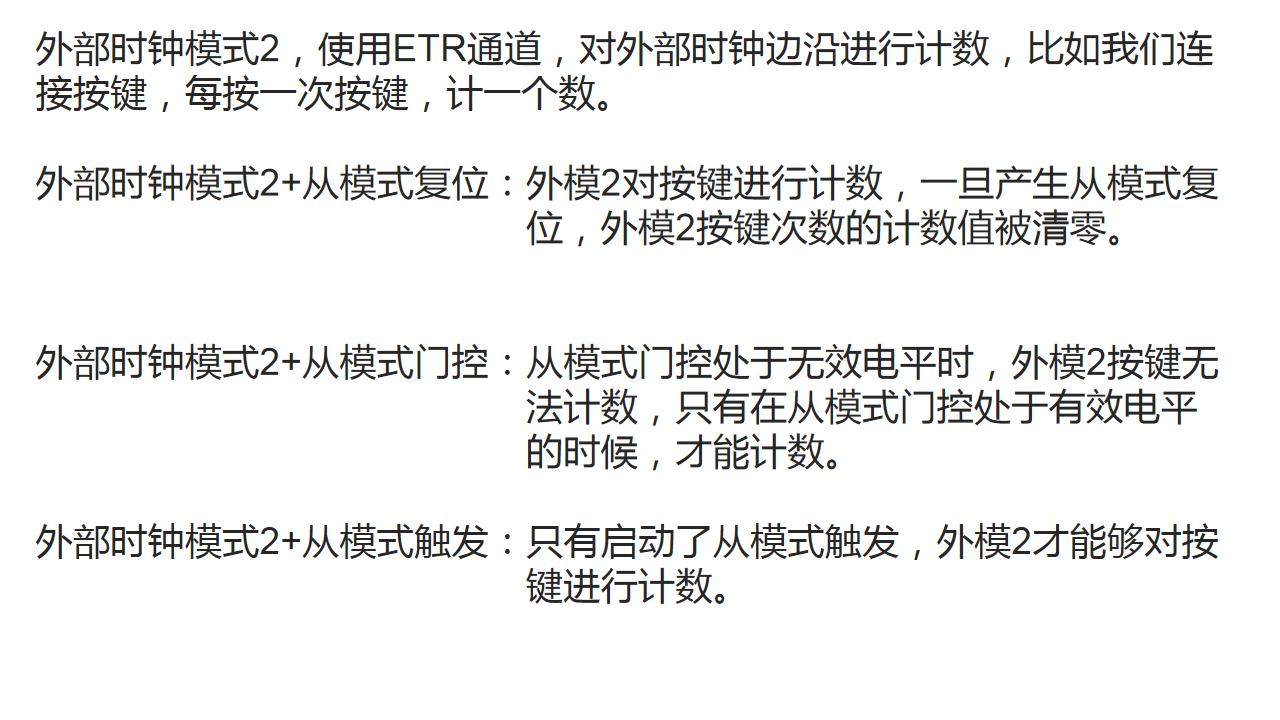 外部时钟模式2，使用ETR通道，对外部时钟边沿进行计数，比如我们连
接按键，每按一次按键，计一个数。
外部时钟模式2+从模式复位：外模2对按键进行计数，一旦产生从模式复
位，外模2按键次数的计数值被清零。
外部时钟模式2+从模式门控：从模式门控处于无效电平时，外模2按键无
法计数，只有在从模式门控处于有效电平
的时候，才能计数。
外部时钟模式2+从模式触发：只有启动了从模式触发，外模2才能够对按
键进行计数。